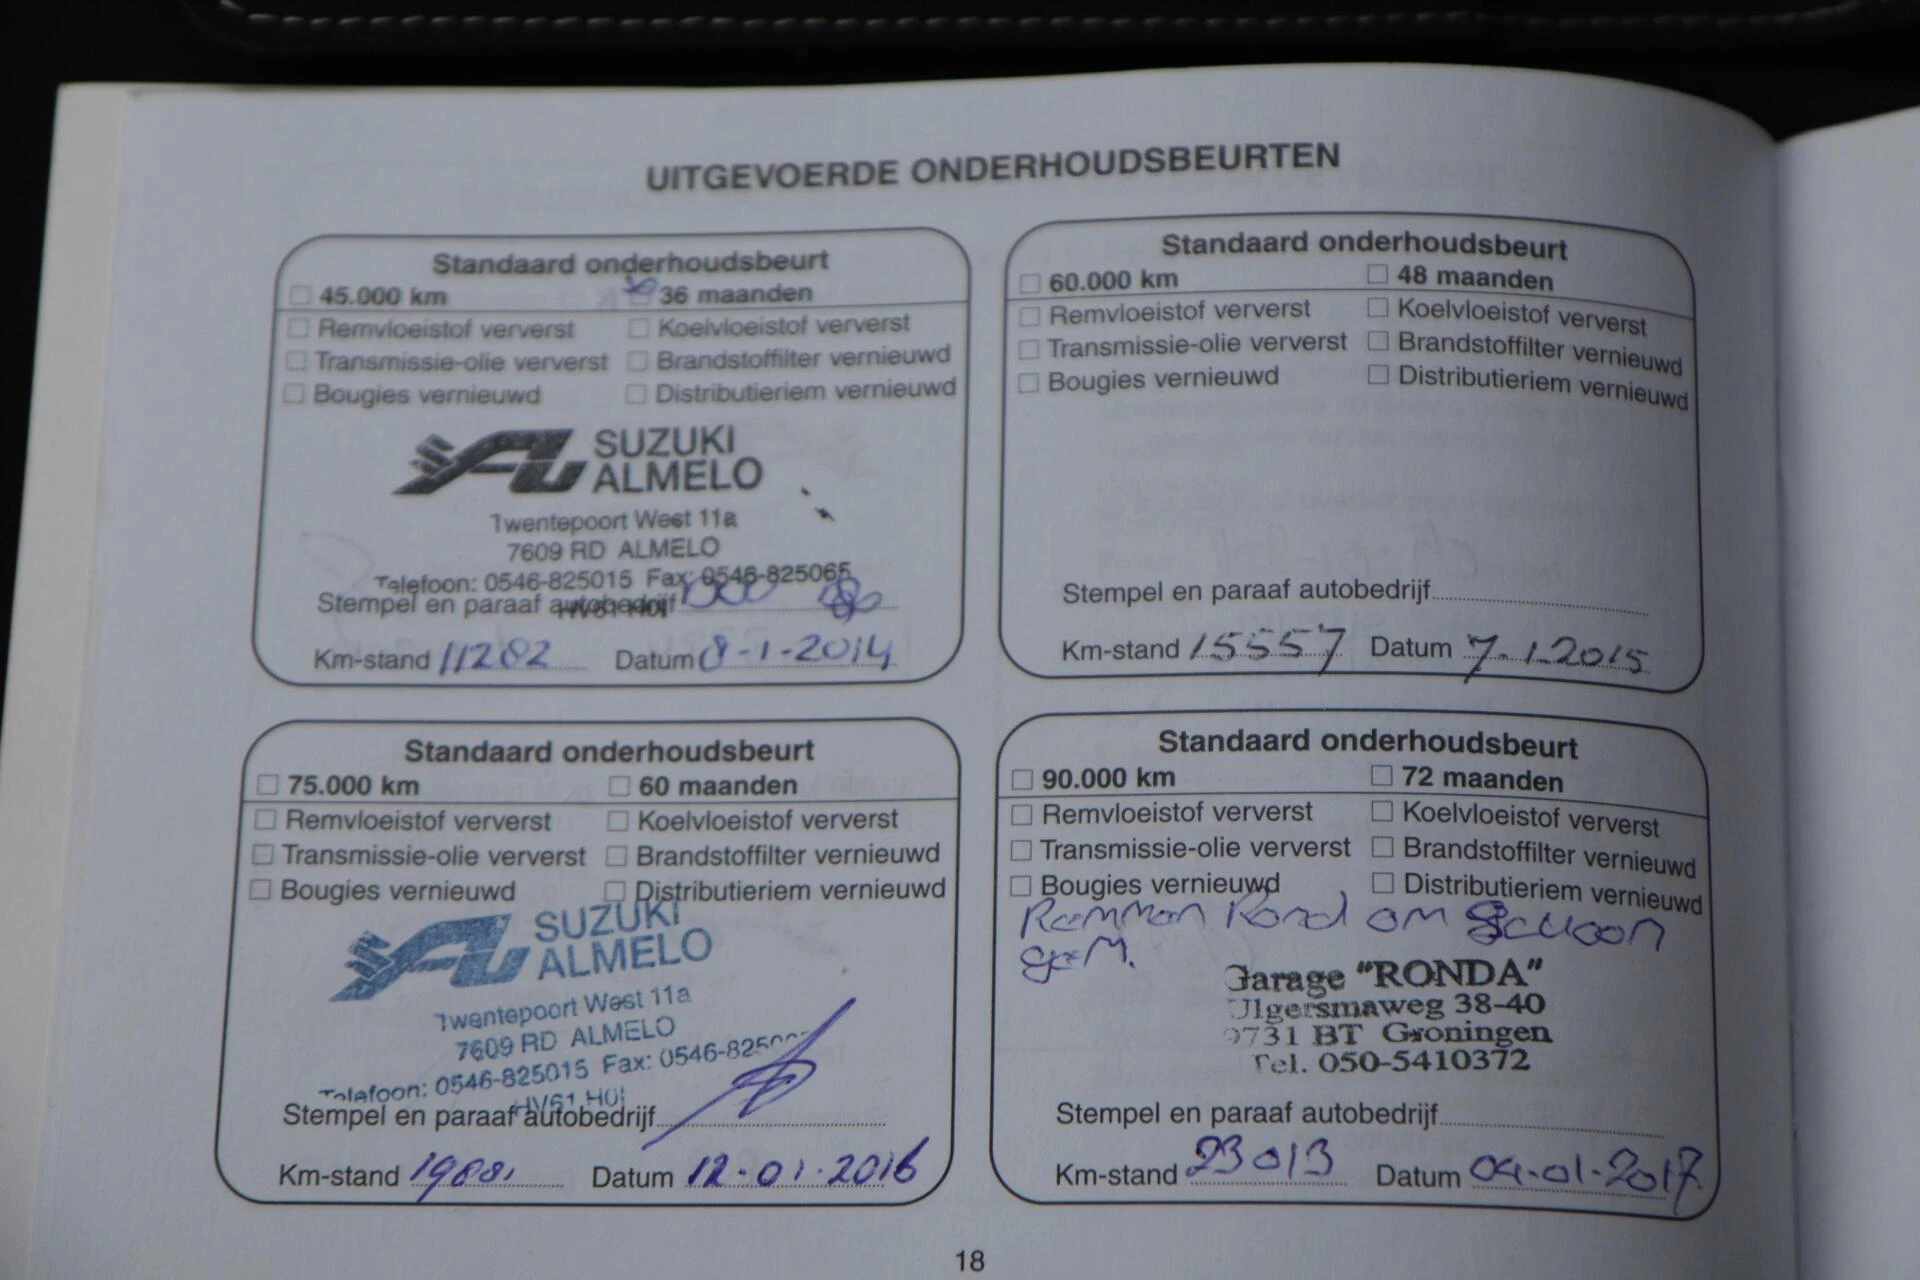 UITGEVOERDE ONDERHOUDSBEURTEN
Standaard onderhoudsbeurt
45.000 km 36 maanden
Remvloeistof ververst Koelvloeistof ververst
Transmissie-olie ververst Brandstoffilter vernieuwd
Bougies vernieuwd Distributieriem vernieuwd
SUZUKI
ALMELO
Twentepoort West 11a
7609 RD ALMELO
Telefoon: 0546-825015 Fax: 0546-825065
Stempel en paraaf autobedrijf
Km-stand 11282 Datum 8-1-2014
Standaard onderhoudsbeurt
60.000 km 48 maanden
Remvloeistof ververst Koelvloeistof ververst
Transmissie-olie ververst Brandstoffilter vernieuwd
Bougies vernieuwd Distributieriem vernieuwd
Stempel en paraaf autobedrijf
Km-stand 15557 Datum 7-1-2015
Standaard onderhoudsbeurt
75.000 km 60 maanden
Remvloeistof ververst Koelvloeistof ververst
Transmissie-olie ververst Brandstoffilter vernieuwd
Bougies vernieuwd Distributieriem vernieuwd
SUZUKI
ALMELO
Twentepoort West 11a
7609 RD ALMELO
Telefoon: 0546-825015 Fax:
Stempel en paraaf autobedrijf
Km-stand Datum 12-01-2016
Standaard onderhoudsbeurt
90.000 km 72 maanden
Remvloeistof ververst Koelvloeistof ververst
Transmissie-olie ververst Brandstoffilter vernieuwd
Bougies vernieuwd Distributieriem vernieuwd
Remmen Rond om schoon
gem.
Garage "RONDA"
Ulgersmaweg 38-40
9731 BT Groningen
Tel. 050-5410372
Stempel en paraaf autobedrijf
Km-stand 23013 Datum 04-01-2017
18